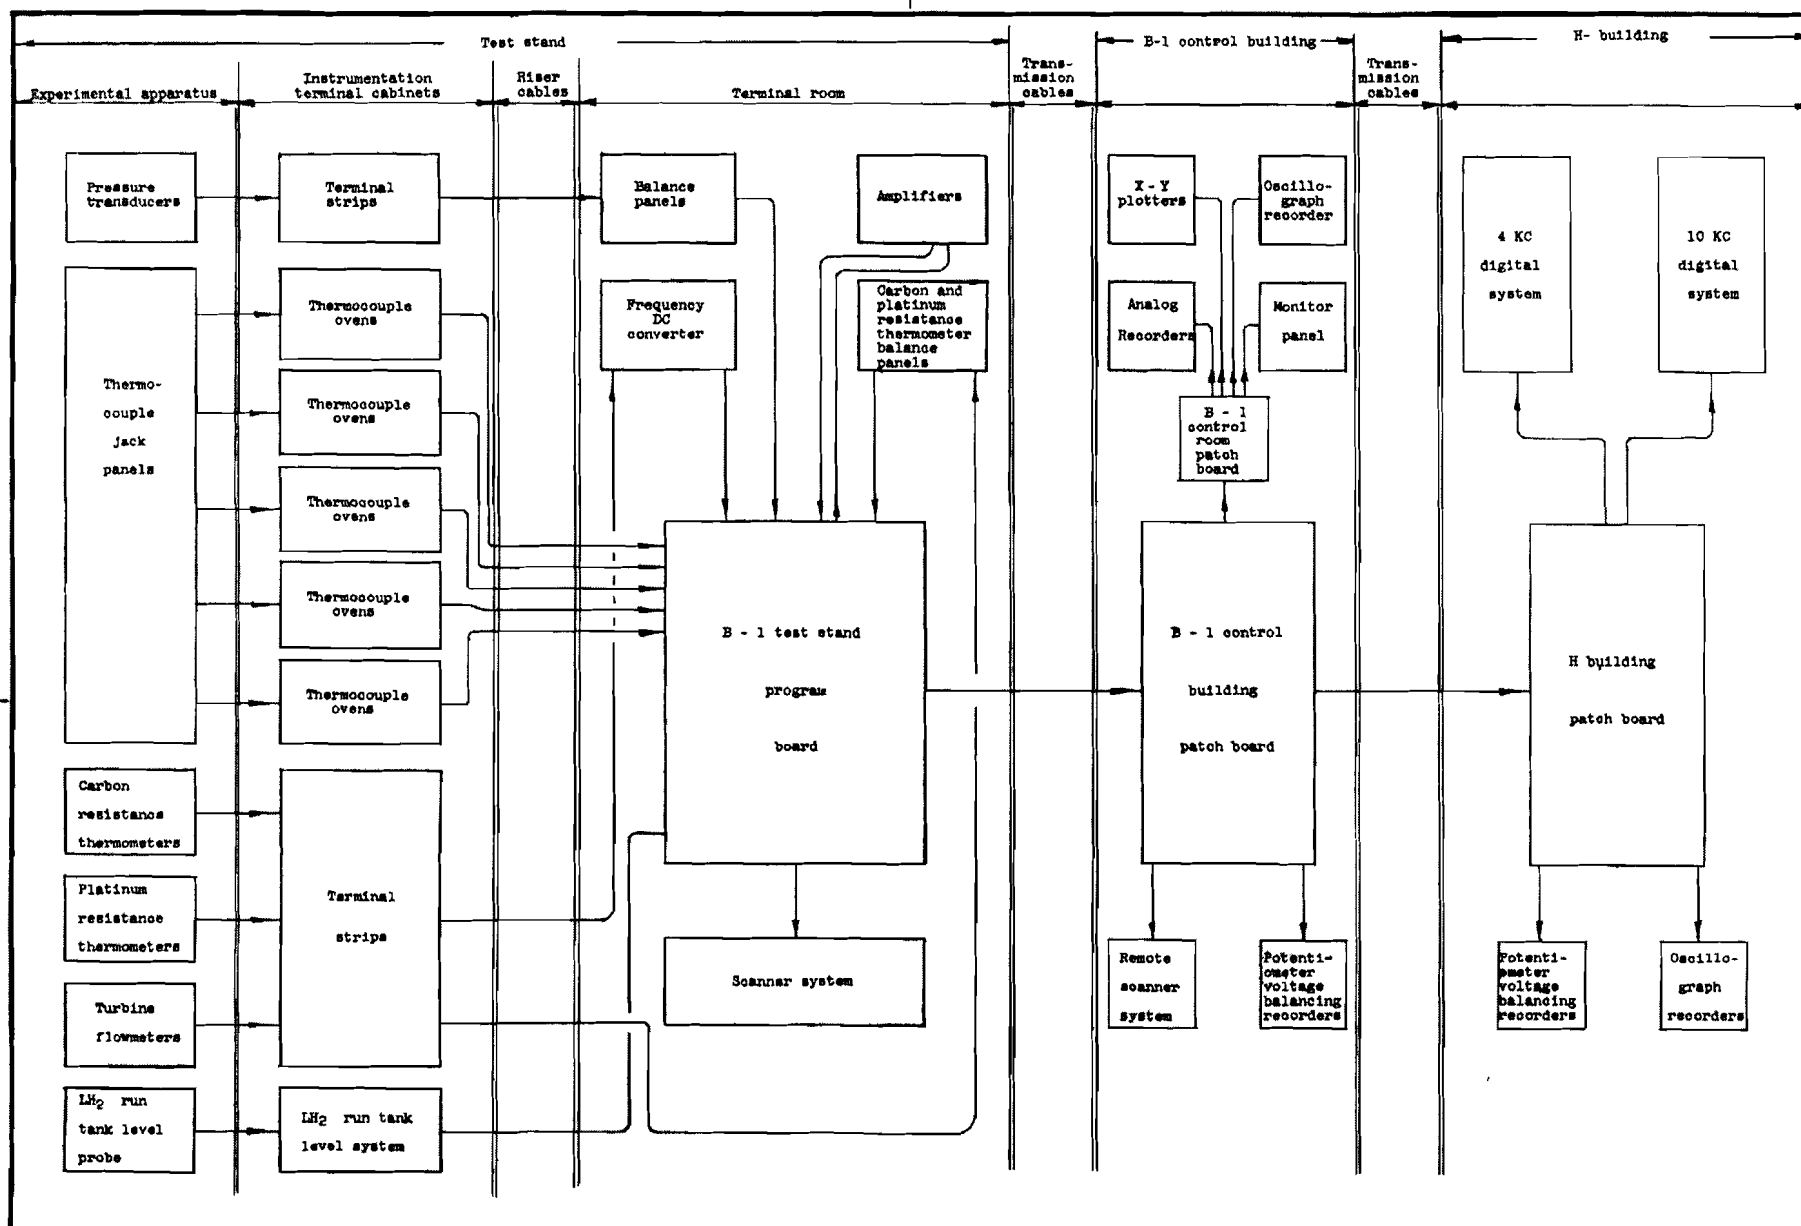 Test stand
B-1 control building
H- building
Experimental apparatus
Instrumentation
terminal cabinets
Riser
cables
Terminal room
Trans-
mission
cables
Trans-
mission
cables
Pressure
transducers
Terminal
strips
Balance
panels
Amplifiers
X - Y
plotters
Oscillo-
graph
recorder
4 KC
digital
system
10 KC
digital
system
Thermo-
couple
jack
panels
Thermocouple
ovens
Frequency
DC
converter
Carbon and
platinum
resistance
thermometer
balance
panels
Analog
Recorders
Monitor
panel
Thermocouple
ovens
B - 1
control
room
patch
board
Thermocouple
ovens
Thermocouple
ovens
Thermocouple
ovens
B - 1 test stand
program
board
B - 1 control
building
patch board
H building
patch board
Carbon
resistance
thermometers
Platinum
resistance
thermometers
Turbine
flowmeters
Terminal
strips
Scanner system
Remote
scanner
system
Potenti-
ometer
voltage
balancing
recorders
Potenti-
ometer
voltage
balancing
recorders
Oscillo-
graph
recorders
LH2 run
tank level
probe
LH2 run tank
level system